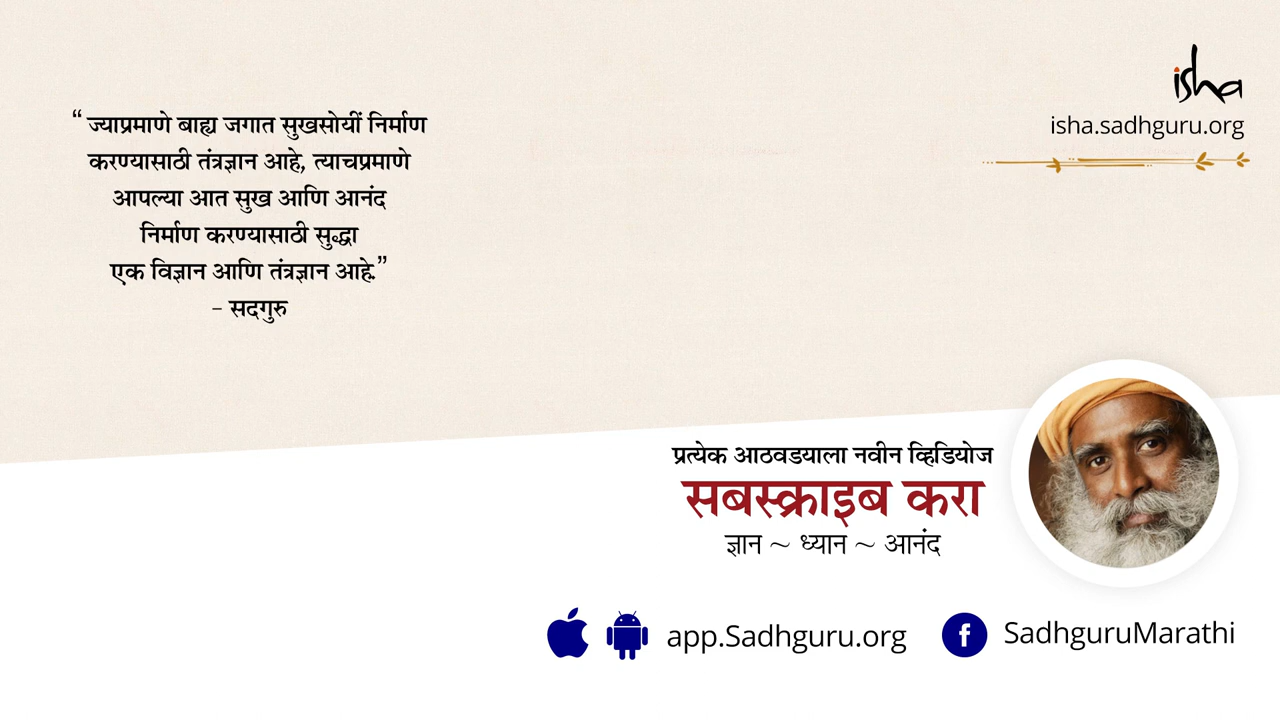 “ ज्याप्रमाणे बाह्य जगात सुखसोयीं निर्माण
करण्यासाठी तंत्रज्ञान आहे, त्याचप्रमाणे
आपल्या आत सुख आणि आनंद
निर्माण करण्यासाठी सुद्धा
एक विज्ञान आणि तंत्रज्ञान आहे.”
- सदगुरु
isha
isha.sadhguru.org
प्रत्येक आठवडयाला नवीन व्हिडियोज
सबस्क्राइब करा
ज्ञान ~ ध्यान ~ आनंद
app.Sadhguru.org
f SadhguruMarathi